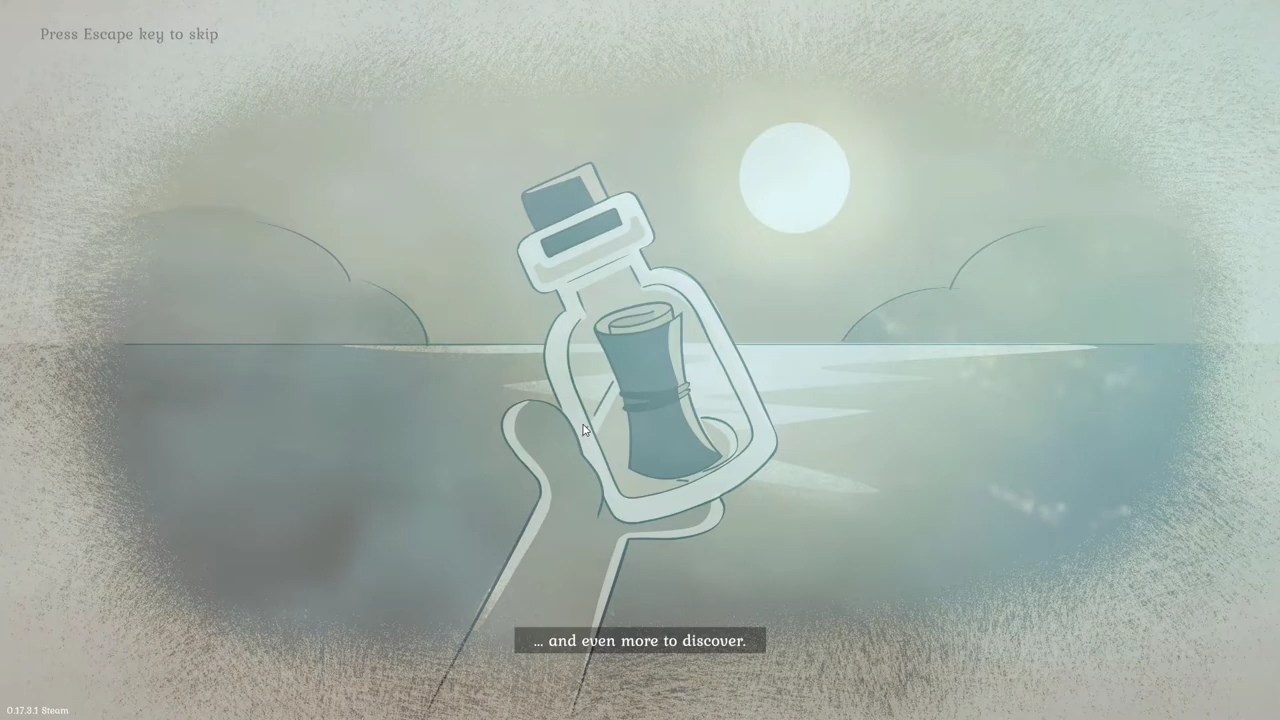 Press Escape key to skip
... and even more to discover.
0.17.3.1 Steam